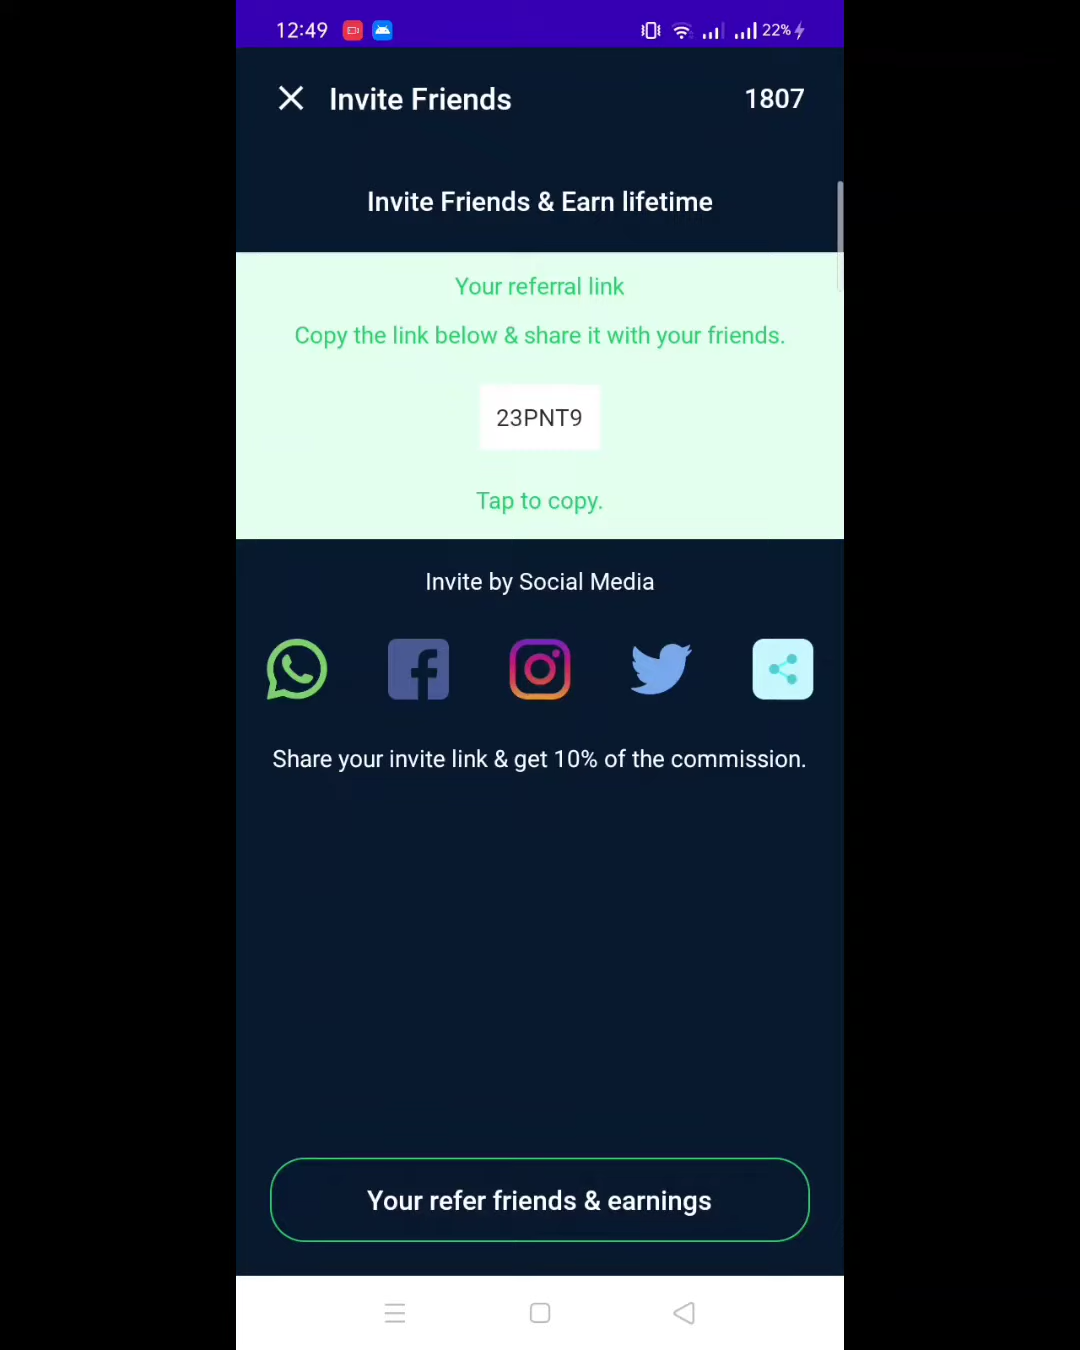 12:49 22%
Invite Friends 1807
Invite Friends & Earn lifetime
Your referral link
Copy the link below & share it with your friends.
23PNT9
Tap to copy.
Invite by Social Media
Share your invite link & get 10% of the commission.
Your refer friends & earnings